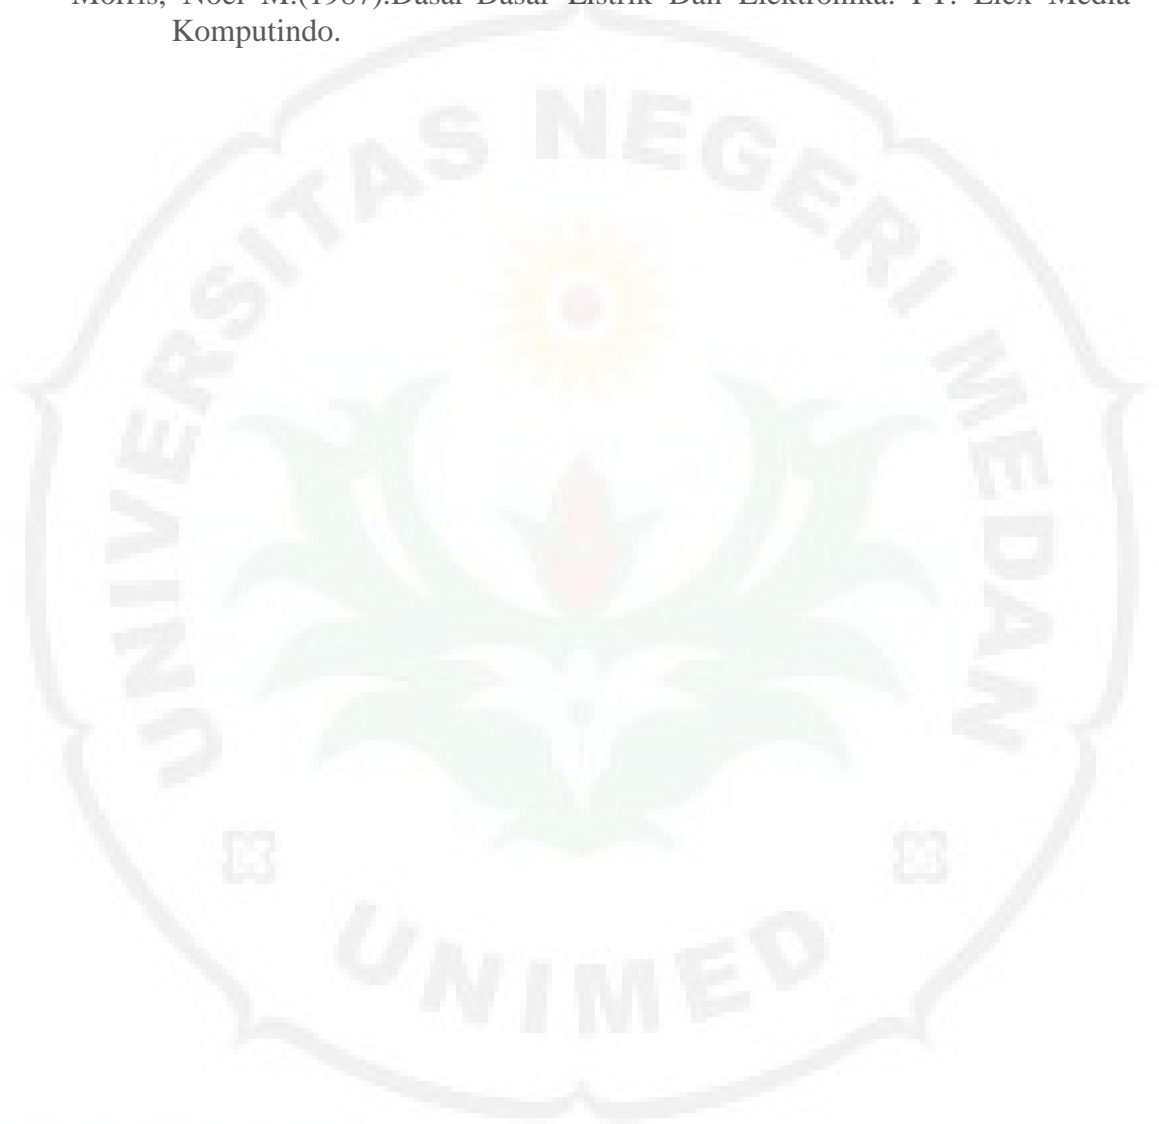 Morris, Noel M.(1987).Dasar-Dasar Listrik Dan Elektronika. PT. Elex Media
Komputindo.
UNIVERSITAS NEGERI MEDAN
UNIMED